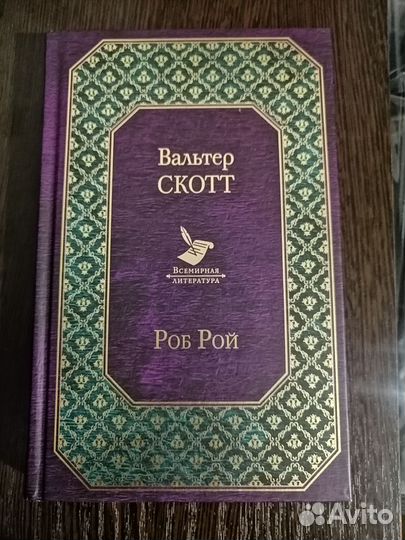 Вальтер
СКОТТ
Всемирная
литература
Роб Рой
Avito